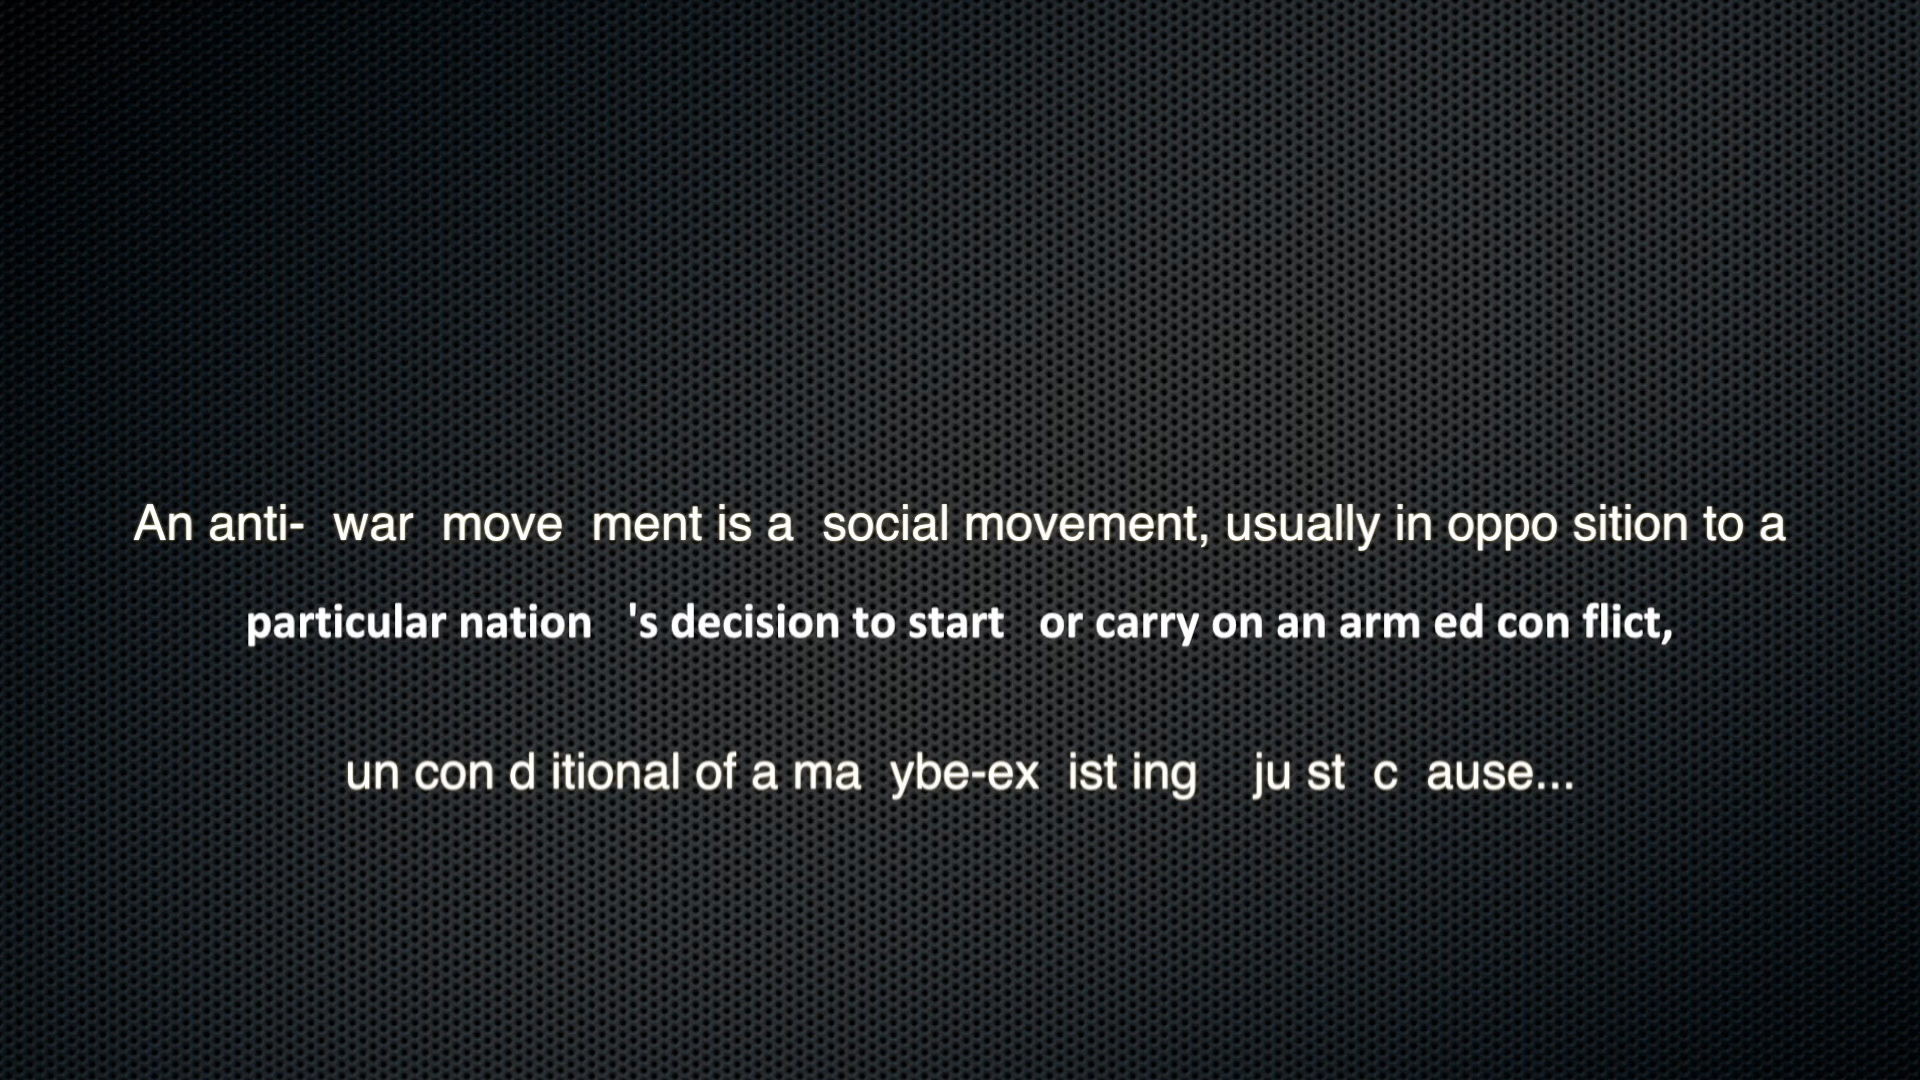 An anti-  war  move  ment is a  social movement, usually in oppo sition to a
particular nation   's decision to start   or carry on an arm ed con flict,
un con d itional of a ma  ybe-ex  ist ing    ju st  c  ause...